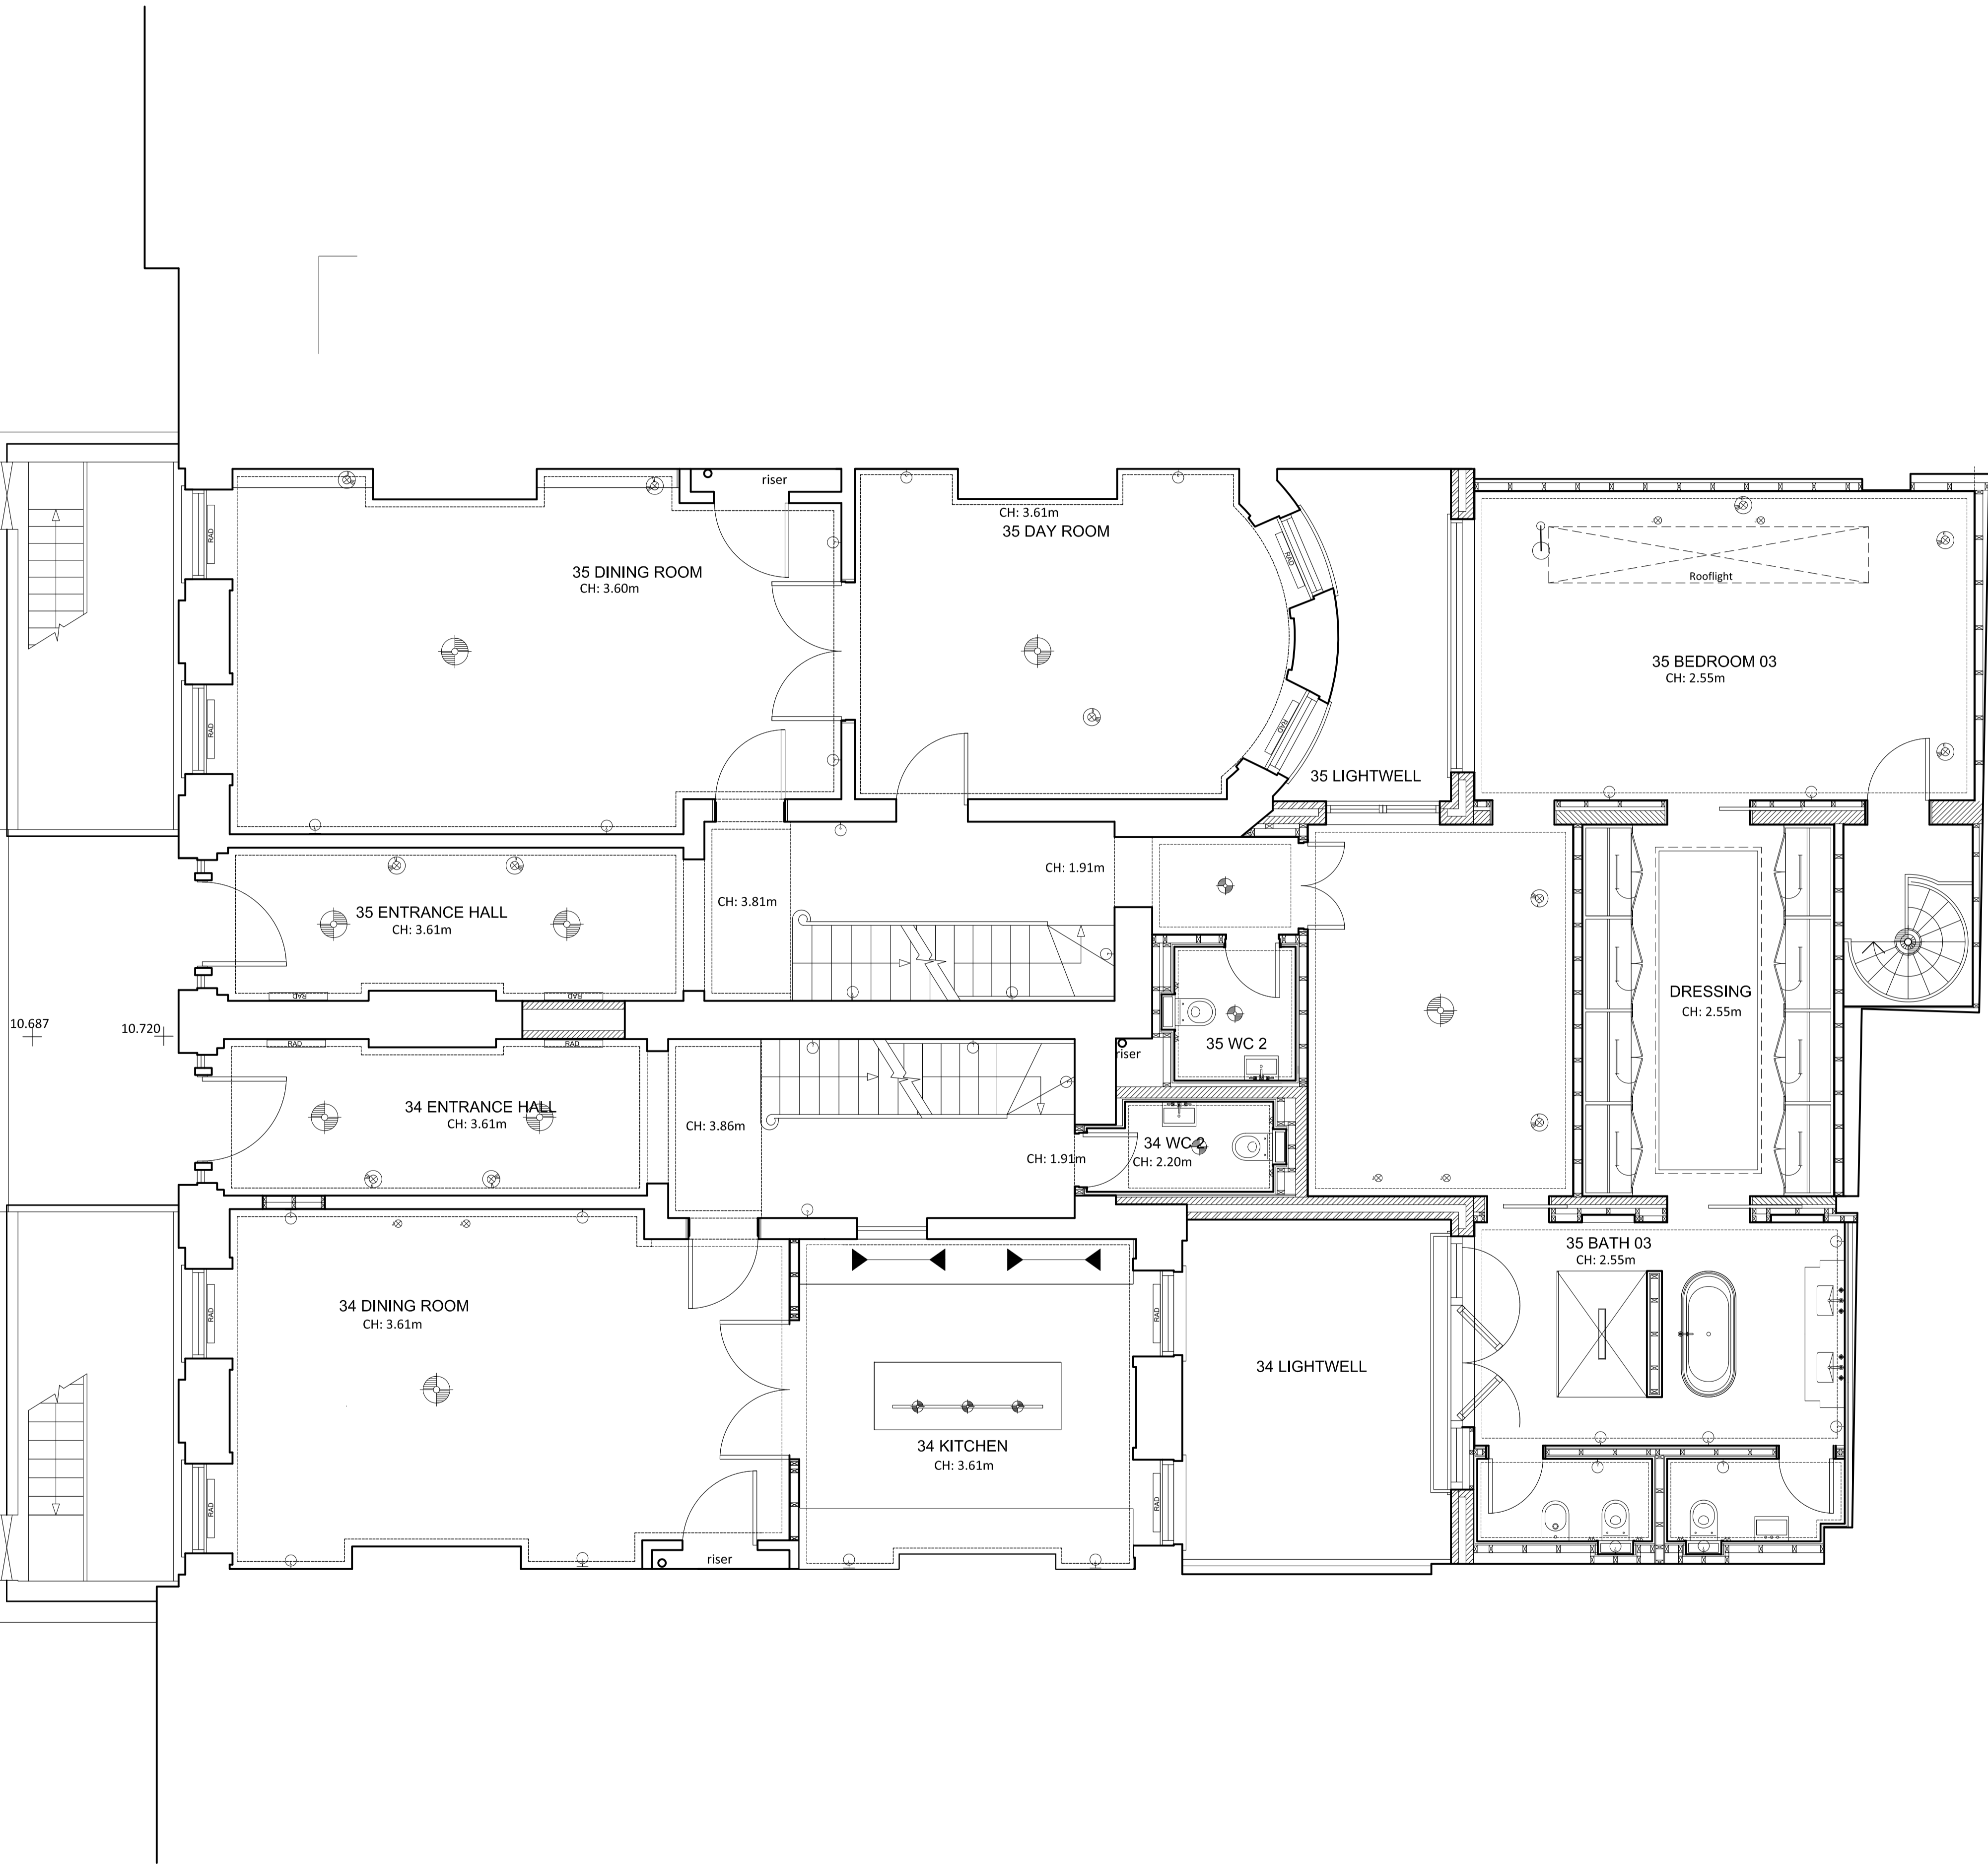 riser
CH: 3.61m
35 DAY ROOM
RAD
RAD
35 DINING ROOM
CH: 3.60m
Rooflight
35 BEDROOM 03
CH: 2.55m
RAD
RAD
35 LIGHTWELL
CH: 1.91m
CH: 3.81m
35 ENTRANCE HALL
CH: 3.61m
RAD
RAD
DRESSING
CH: 2.55m
10.687
10.720
35 WC 2
riser
RAD
RAD
34 ENTRANCE HALL
CH: 3.61m
CH: 3.86m
34 WC 2
CH: 2.20m
CH: 1.91m
35 BATH 03
CH: 2.55m
34 DINING ROOM
CH: 3.61m
RAD
RAD
34 LIGHTWELL
34 KITCHEN
CH: 3.61m
RAD
RAD
riser